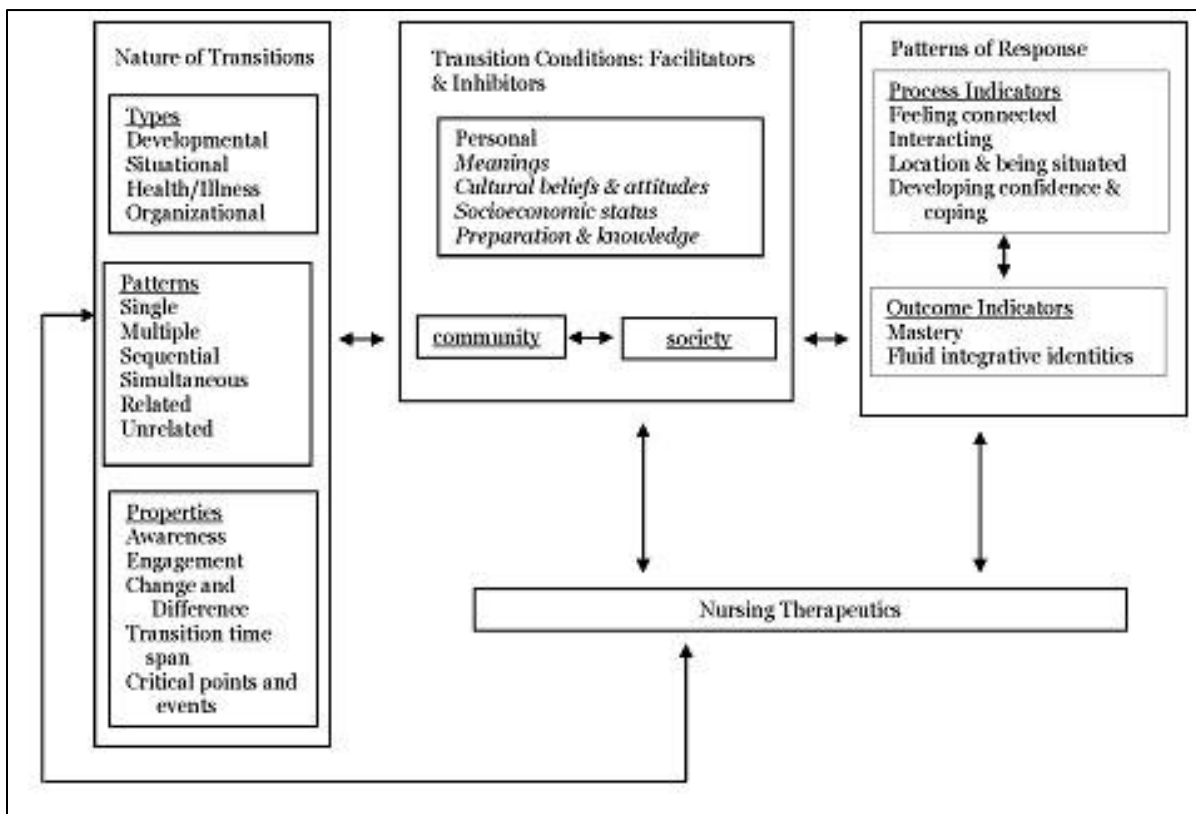 Nature of Transitions
Types
Developmental
Situational
Health/Illness
Organizational
Patterns
Single
Multiple
Sequential
Simultaneous
Related
Unrelated
Properties
Awareness
Engagement
Change and
Difference
Transition time
span
Critical points and
events
Transition Conditions: Facilitators
& Inhibitors
Personal
Meanings
Cultural beliefs & attitudes
Socioeconomic status
Preparation & knowledge
community
society
Patterns of Response
Process Indicators
Feeling connected
Interacting
Location & being situated
Developing confidence &
coping
Outcome Indicators
Mastery
Fluid integrative identities
Nursing Therapeutics